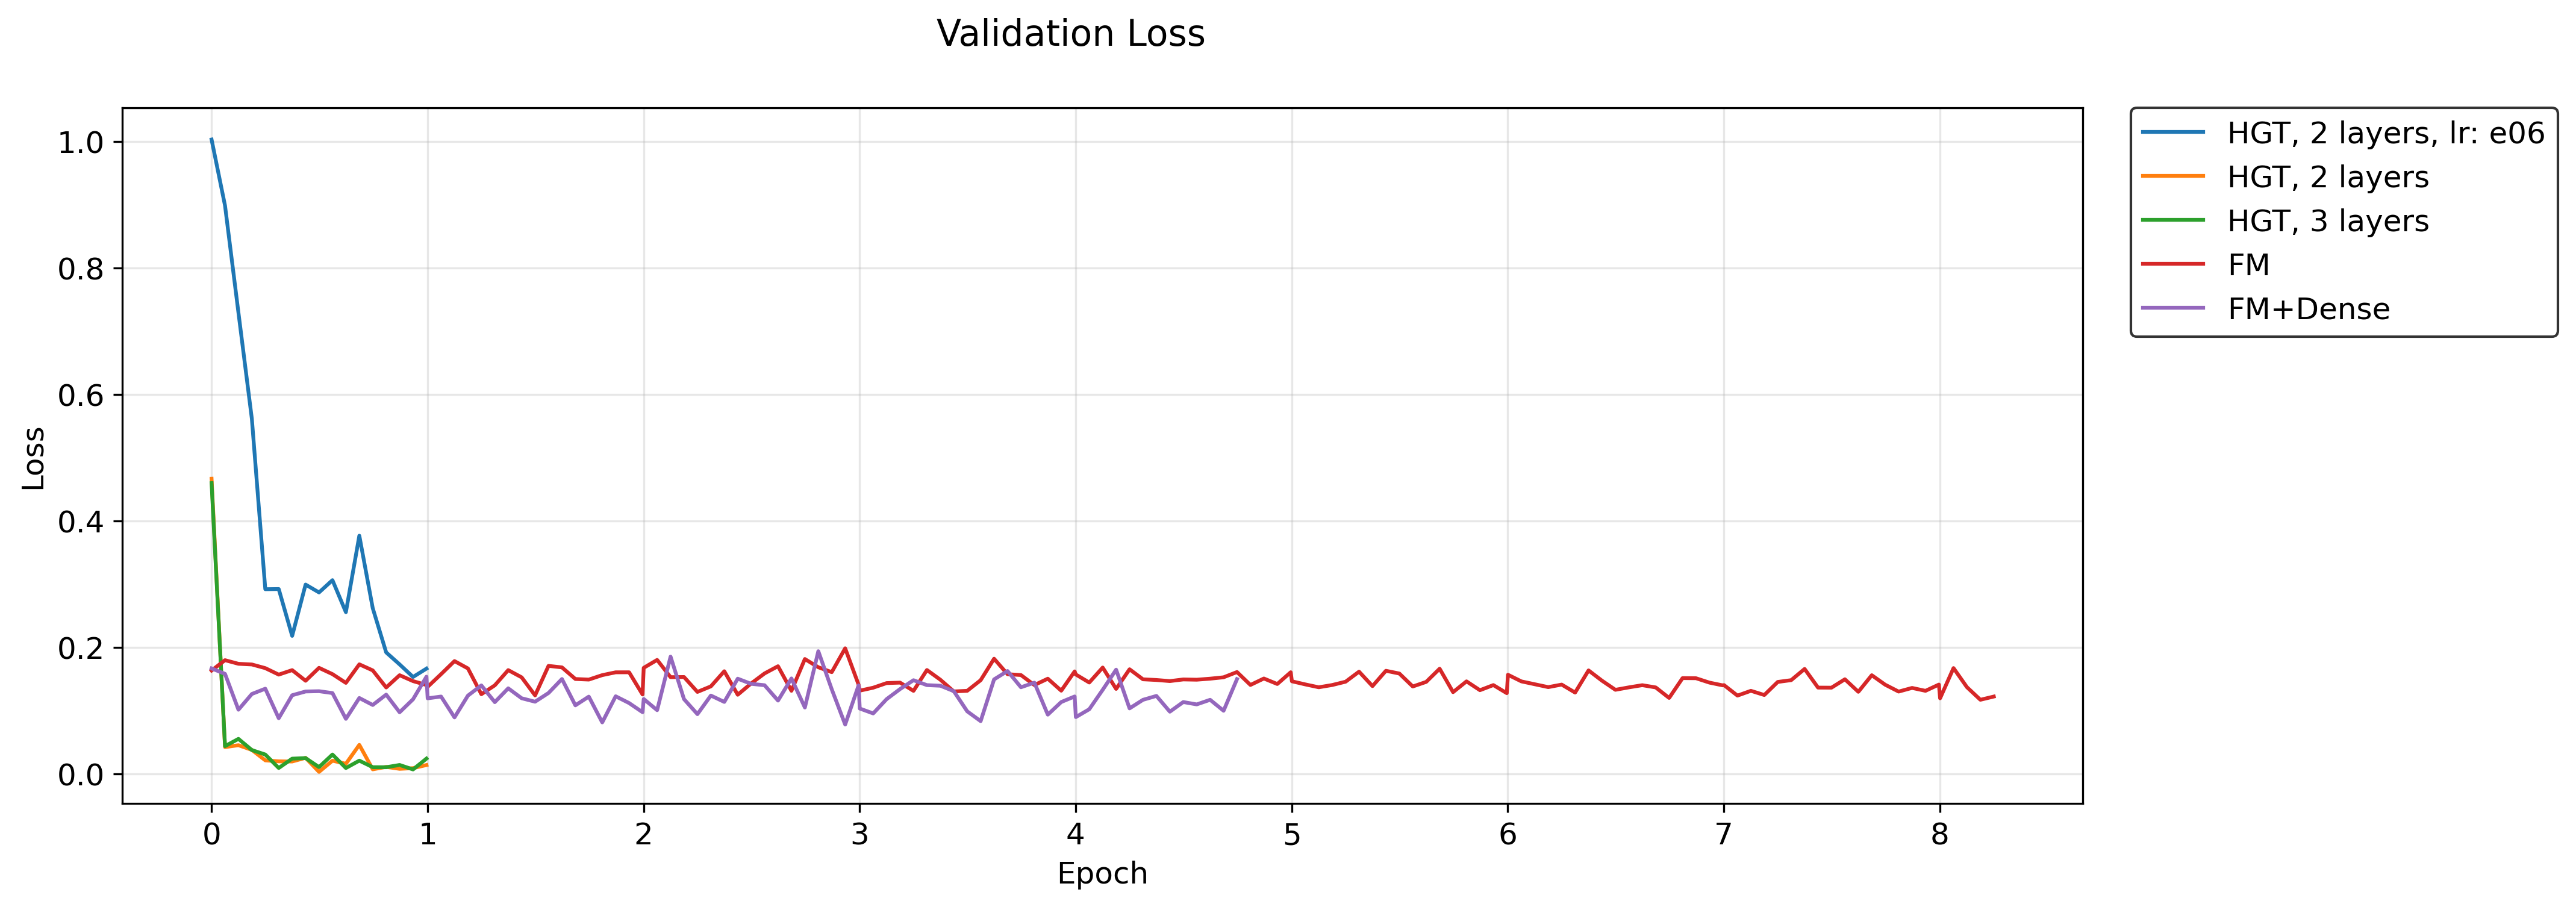 Validation Loss
1.0
0.8
0.6
0.4
0.2
0.0
Loss
0 1 2 3 4 5 6 7 8
Epoch
HGT, 2 layers, lr: e06
HGT, 2 layers
HGT, 3 layers
FM
FM+Dense